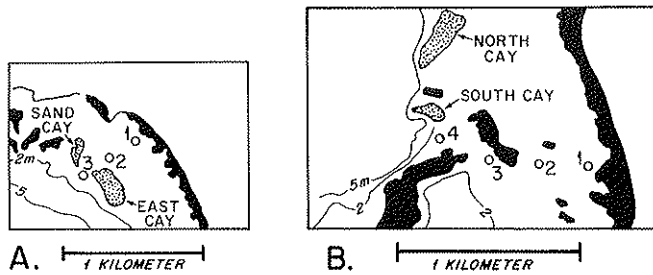 SAND
CAY
1
2m
3
2
5
EAST
CAY
A.
1 KILOMETER
NORTH
CAY
SOUTH CAY
4
1
3
2
5m
2
2
B.
1 KILOMETER